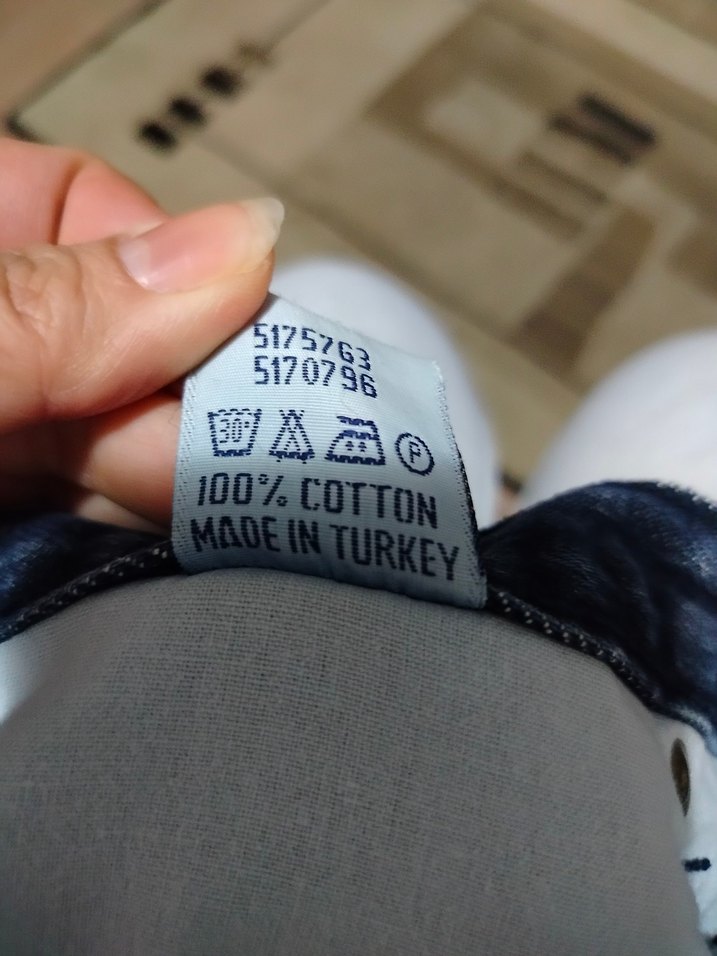 5175763
5170796
30°
P
100% COTTON
MADE IN TURKEY